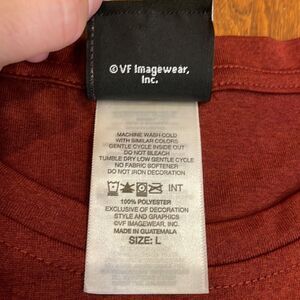 ©VF Imagewear,
Inc.
MACHINE WASH COLD
WITH SIMILAR COLORS
GENTLE CYCLE INSIDE OUT
DO NOT BLEACH
TUMBLE DRY LOW GENTLE CYCLE
NO FABRIC SOFTENER
DO NOT IRON DECORATION
INT
100% POLYESTER
EXCLUSIVE OF DECORATION
STYLE AND GRAPHICS
©VF IMAGEWEAR, INC.
MADE IN GUATEMALA
SIZE: L